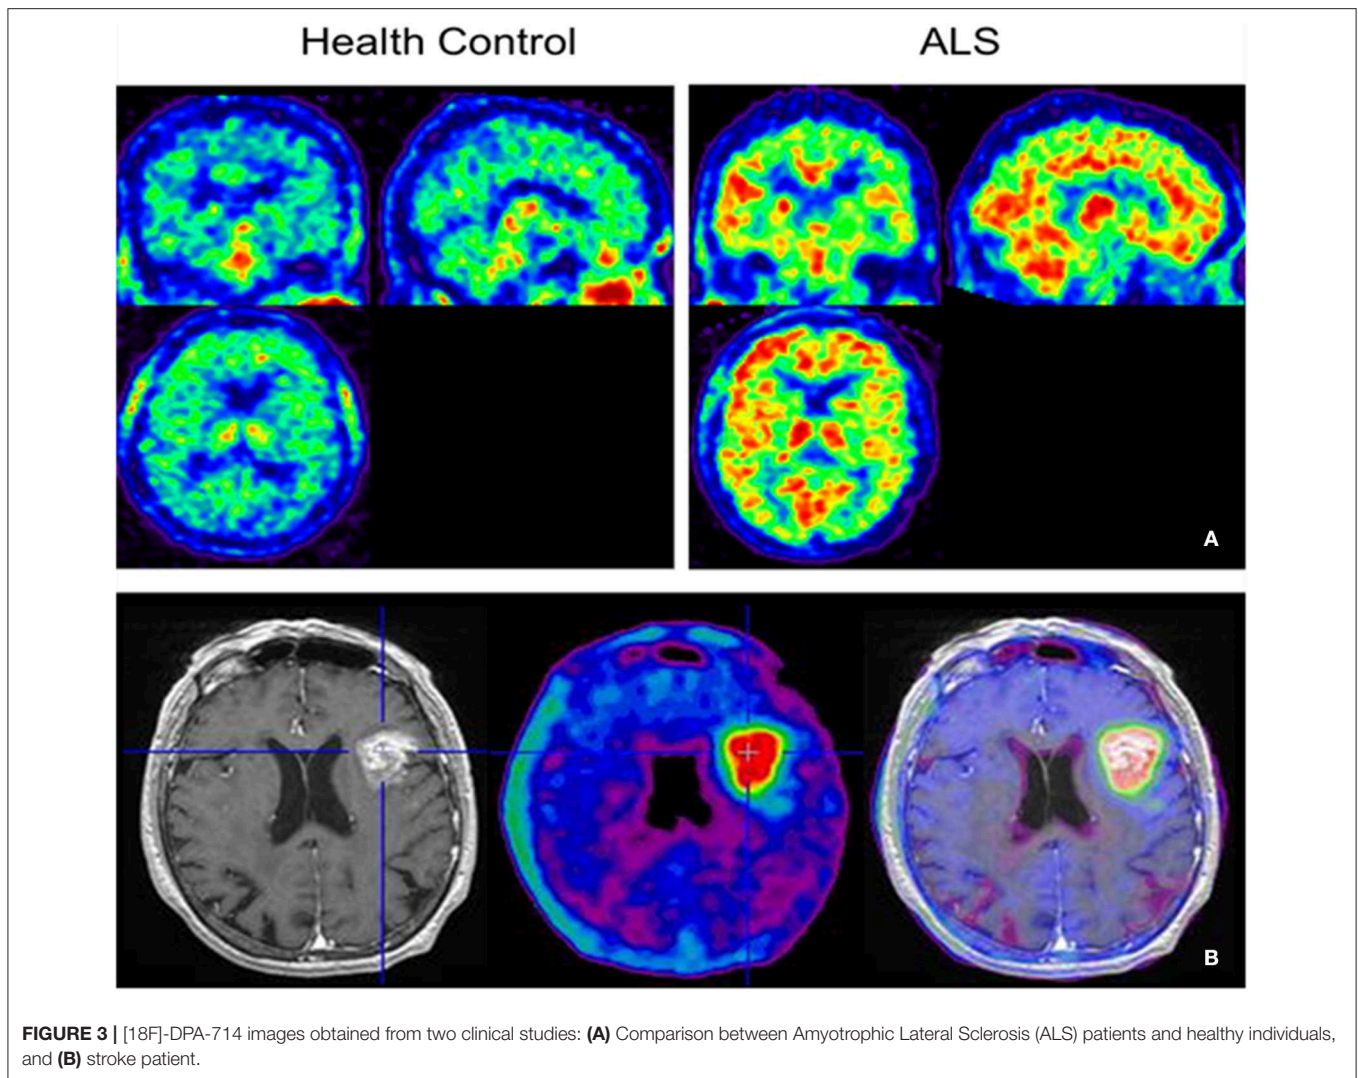 Health Control
ALS
A
B
FIGURE 3 | [18F]-DPA-714 images obtained from two clinical studies: (A) Comparison between Amyotrophic Lateral Sclerosis (ALS) patients and healthy individuals,
and (B) stroke patient.